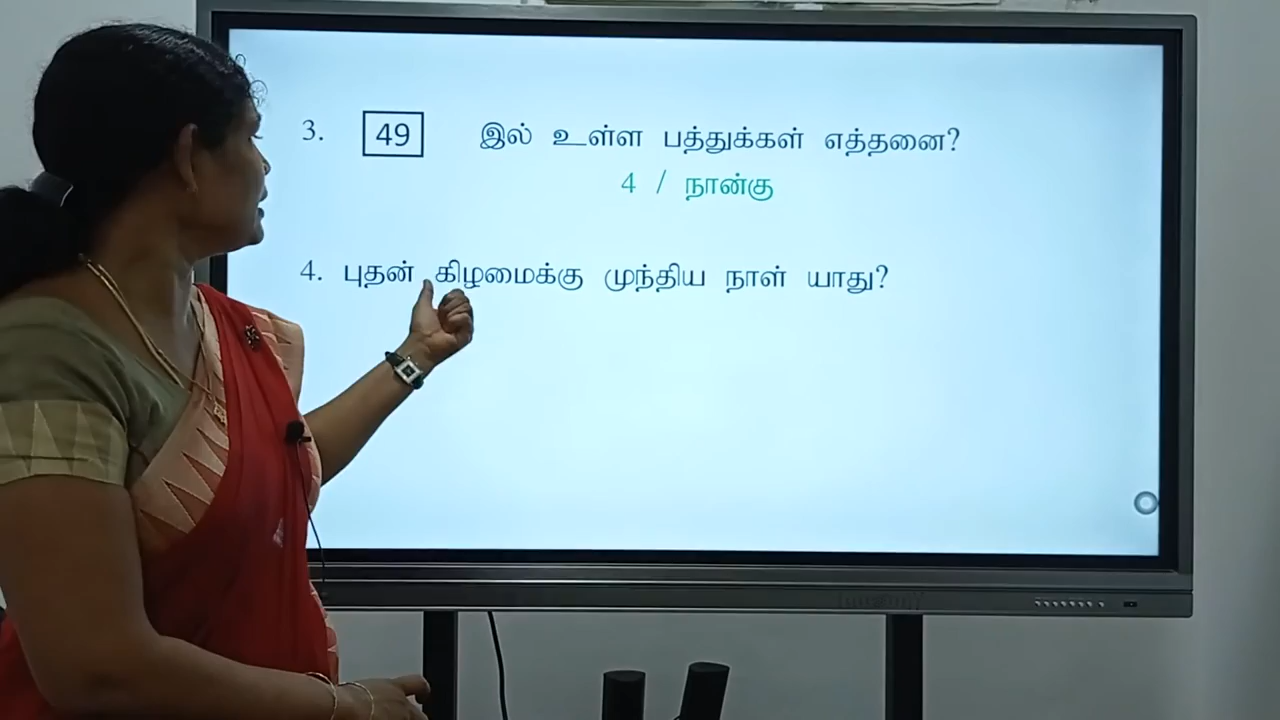 3. 49 இல் உள்ள பத்துக்கள் எத்தனை?
4 / நான்கு
4. புதன் கிழமைக்கு முந்திய நாள் யாது?